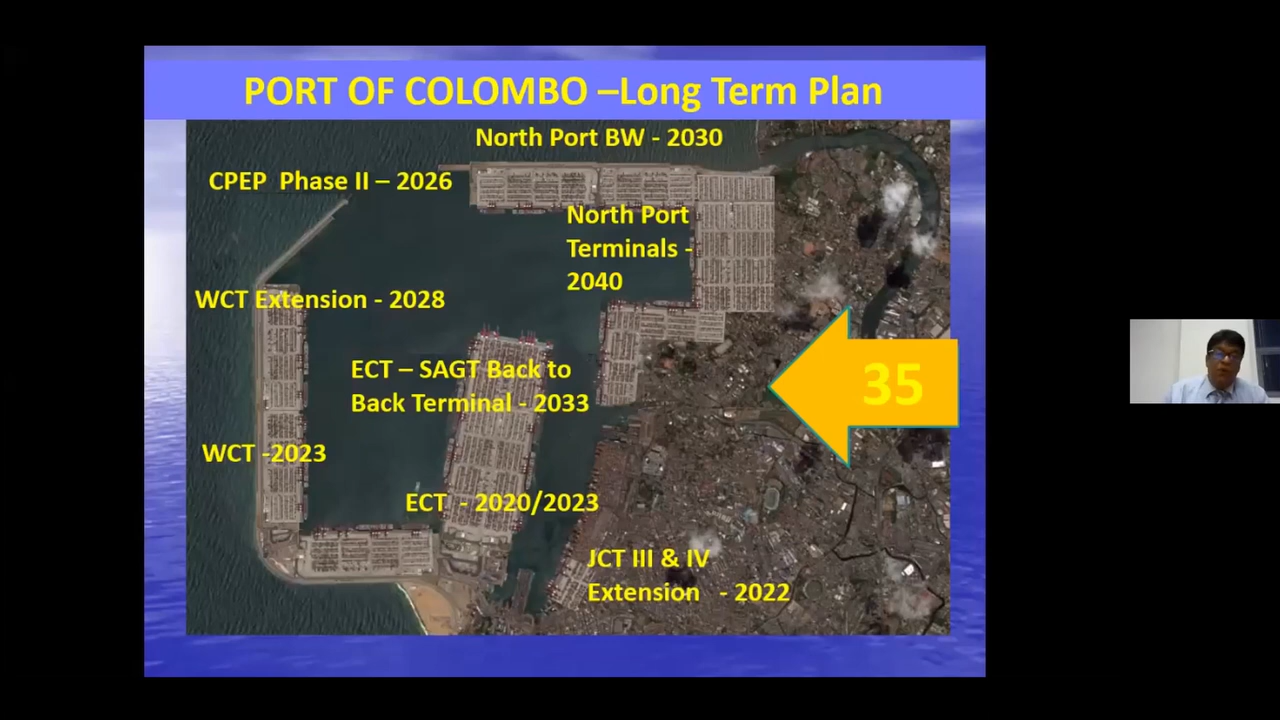 PORT OF COLOMBO –Long Term Plan
North Port BW - 2030
CPEP Phase II – 2026
North Port
Terminals -
2040
WCT Extension - 2028
ECT – SAGT Back to
Back Terminal - 2033
35
WCT -2023
ECT - 2020/2023
JCT III & IV
Extension - 2022